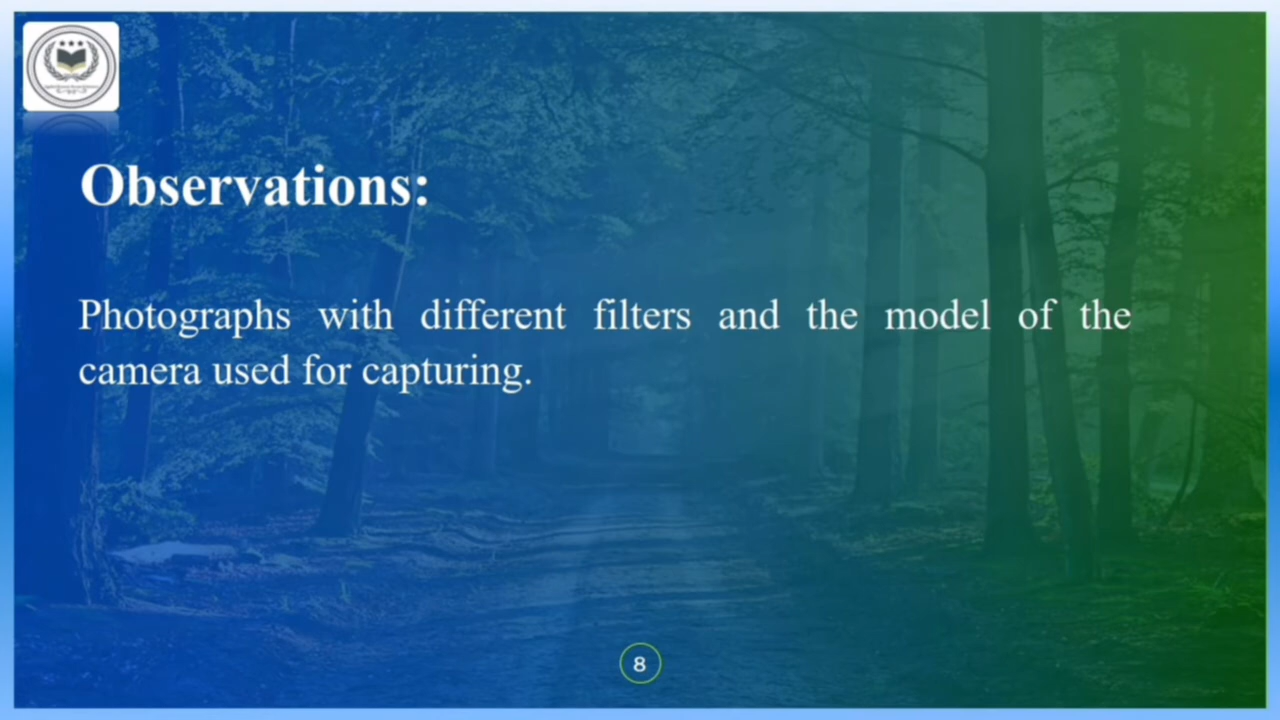 Observations:
Photographs with different filters and the model of the
camera used for capturing.
8